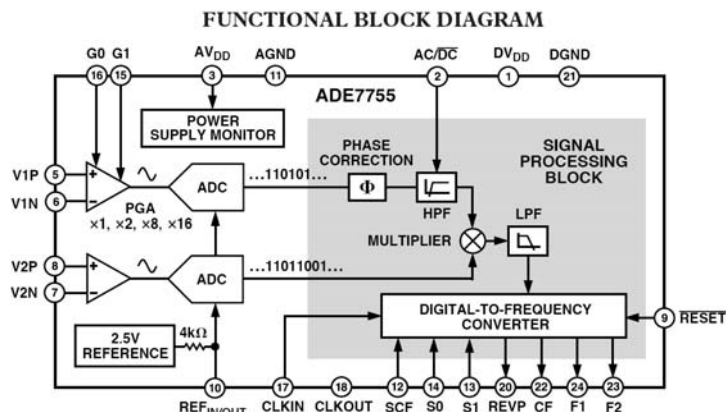 FUNCTIONAL BLOCK DIAGRAM
G0 G1 AVDD AGND AC/DC DVDD DGND
16 15 3 11 2 1 21
ADE7755
POWER
SUPPLY MONITOR
SIGNAL
PROCESSING
BLOCK
PHASE
CORRECTION
V1P 5 +
V1N 6 −
PGA
×1, ×2, ×8, ×16
ADC
...110101...
Φ
HPF
LPF
MULTIPLIER
V2P 8 +
V2N 7 −
ADC
...11011001...
DIGITAL-TO-FREQUENCY
CONVERTER
9 RESET
2.5V
REFERENCE
4kΩ
10 17 18 12 14 13 20 22 24 23
REFIN/OUT CLKIN CLKOUT SCF S0 S1 REVP CF F1 F2